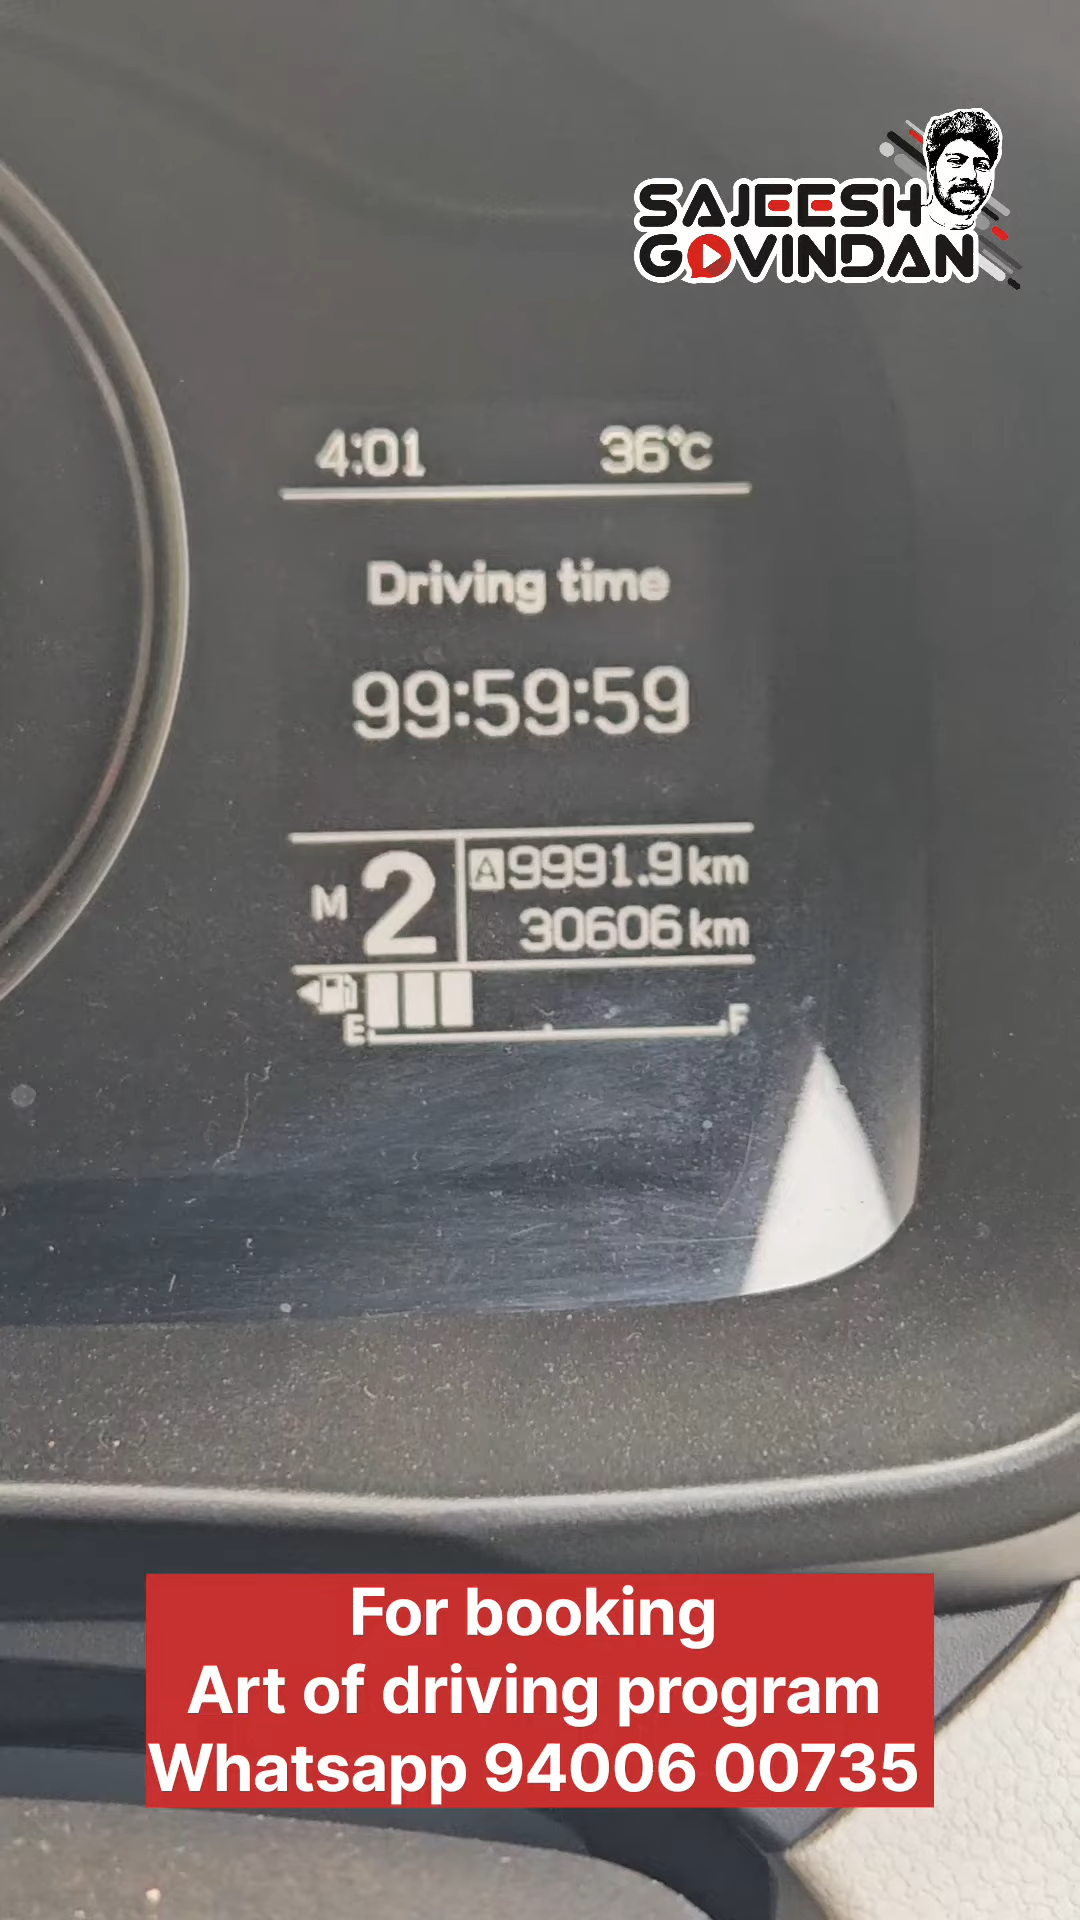 SAJEESH
GOVINDAN
4:01 36°C
Driving time
99:59:59
M 2 A 9991.9 km
30606 km
E F
For booking
Art of driving program
Whatsapp 94006 00735